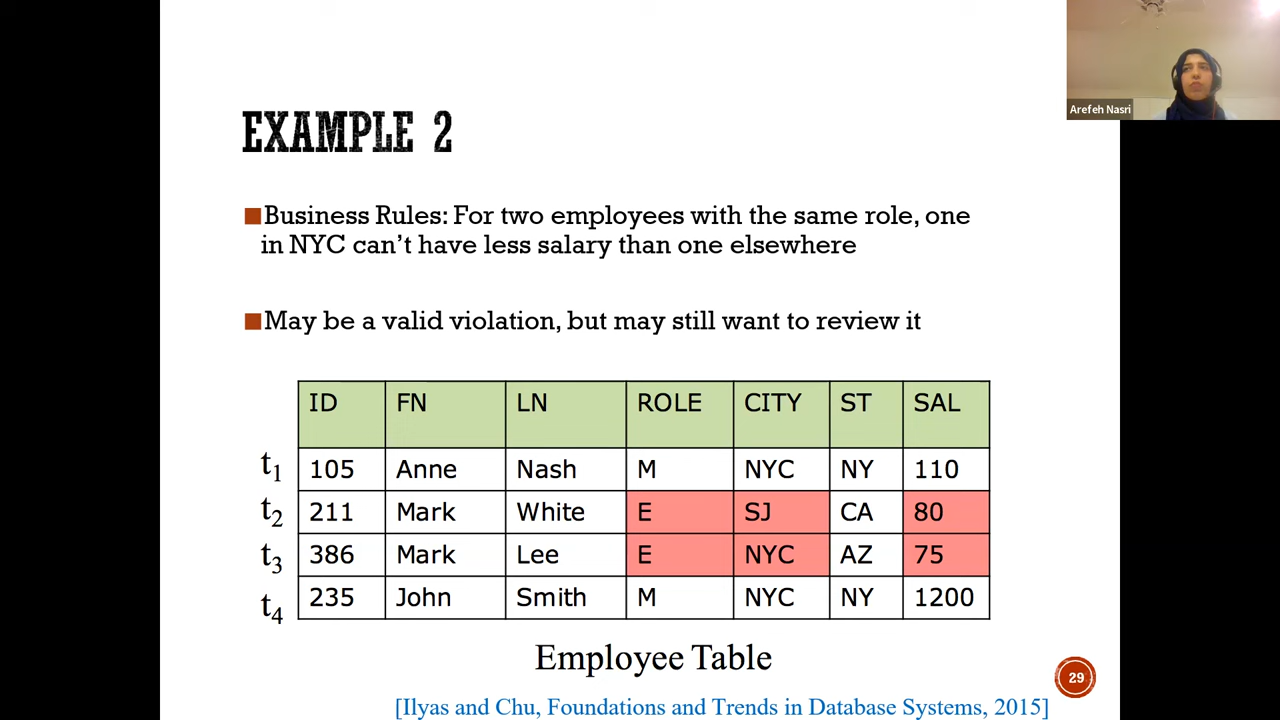 Arefeh Nasri
EXAMPLE 2
Business Rules: For two employees with the same role, one
in NYC can't have less salary than one elsewhere
May be a valid violation, but may still want to review it
ID FN LN ROLE CITY ST SAL
t1 105 Anne Nash M NYC NY 110
t2 211 Mark White E SJ CA 80
t3 386 Mark Lee E NYC AZ 75
t4 235 John Smith M NYC NY 1200
Employee Table
29
[Ilyas and Chu, Foundations and Trends in Database Systems, 2015]